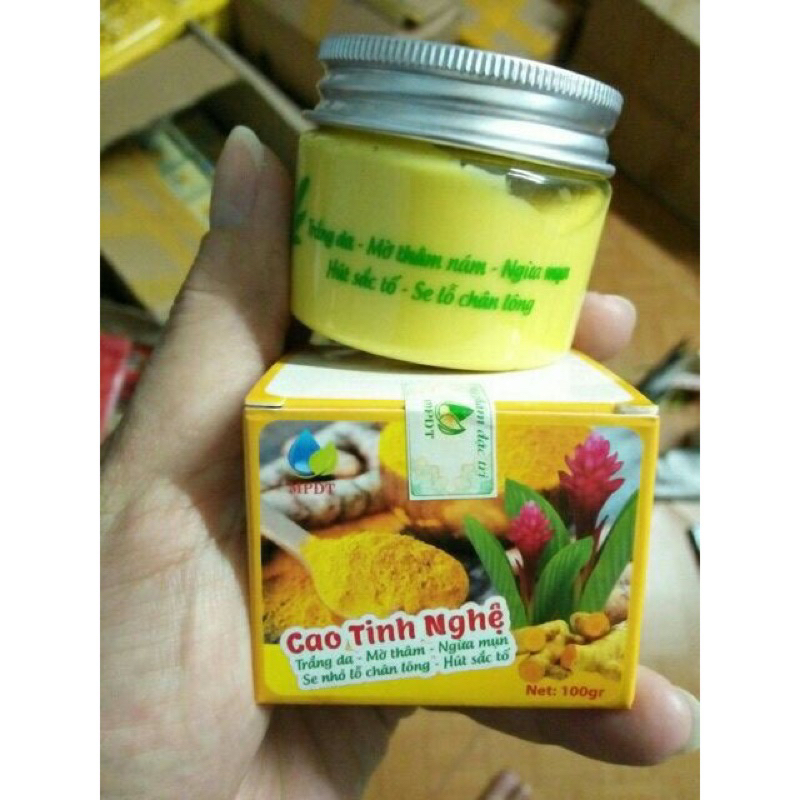 Trắng da - Mờ thâm nám - Ngừa mụn
Hút sắc tố - Se lỗ chân lông
MPDT
MPDT
Cao Tinh Nghệ
Trắng da - Mờ thâm - Ngừa mụn
Se nhỏ lỗ chân lông - Hút sắc tố
Net: 100gr